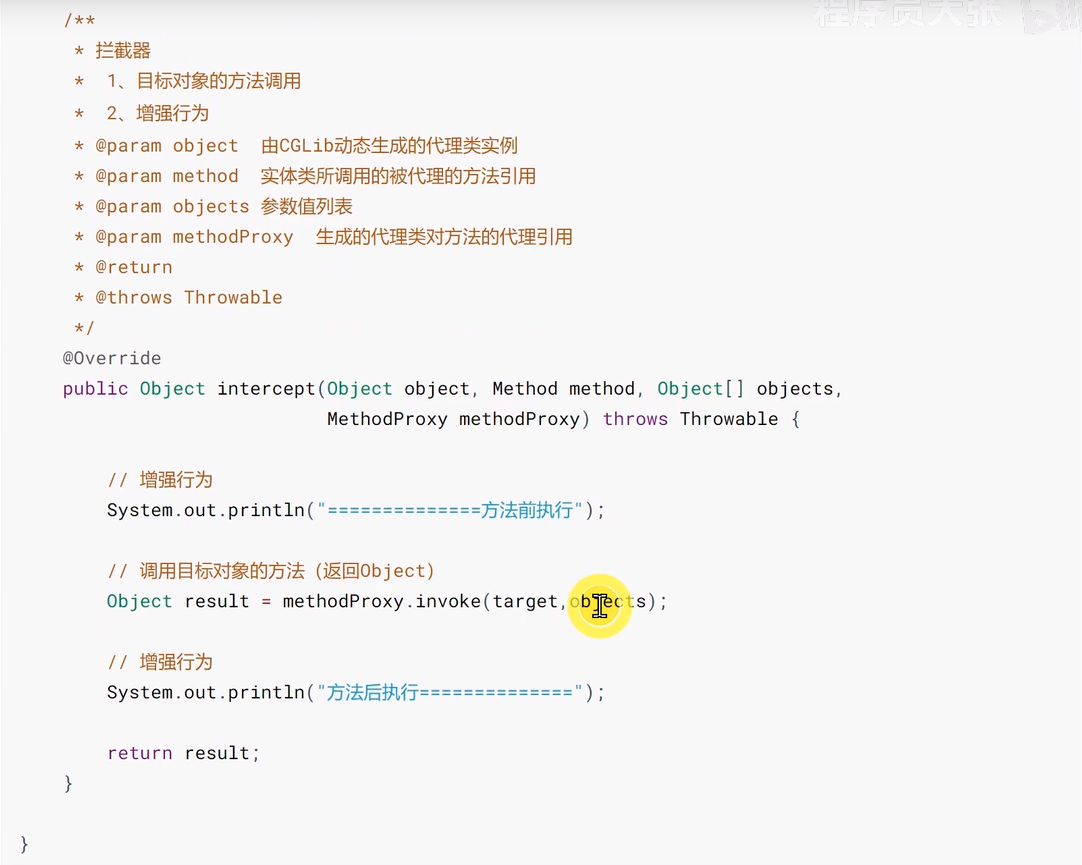 程序员大张
/**
* 拦截器
* 1、目标对象的方法调用
* 2、增强行为
* @param object 由CGLib动态生成的代理类实例
* @param method 实体类所调用的被代理的方法引用
* @param objects 参数值列表
* @param methodProxy 生成的代理类对方法的代理引用
* @return
* @throws Throwable
*/
@Override
public Object intercept(Object object, Method method, Object[] objects,
MethodProxy methodProxy) throws Throwable {
// 增强行为
System.out.println("==============方法前执行");
// 调用目标对象的方法（返回Object）
Object result = methodProxy.invoke(target,objects);
// 增强行为
System.out.println("方法后执行==============");
return result;
}
}